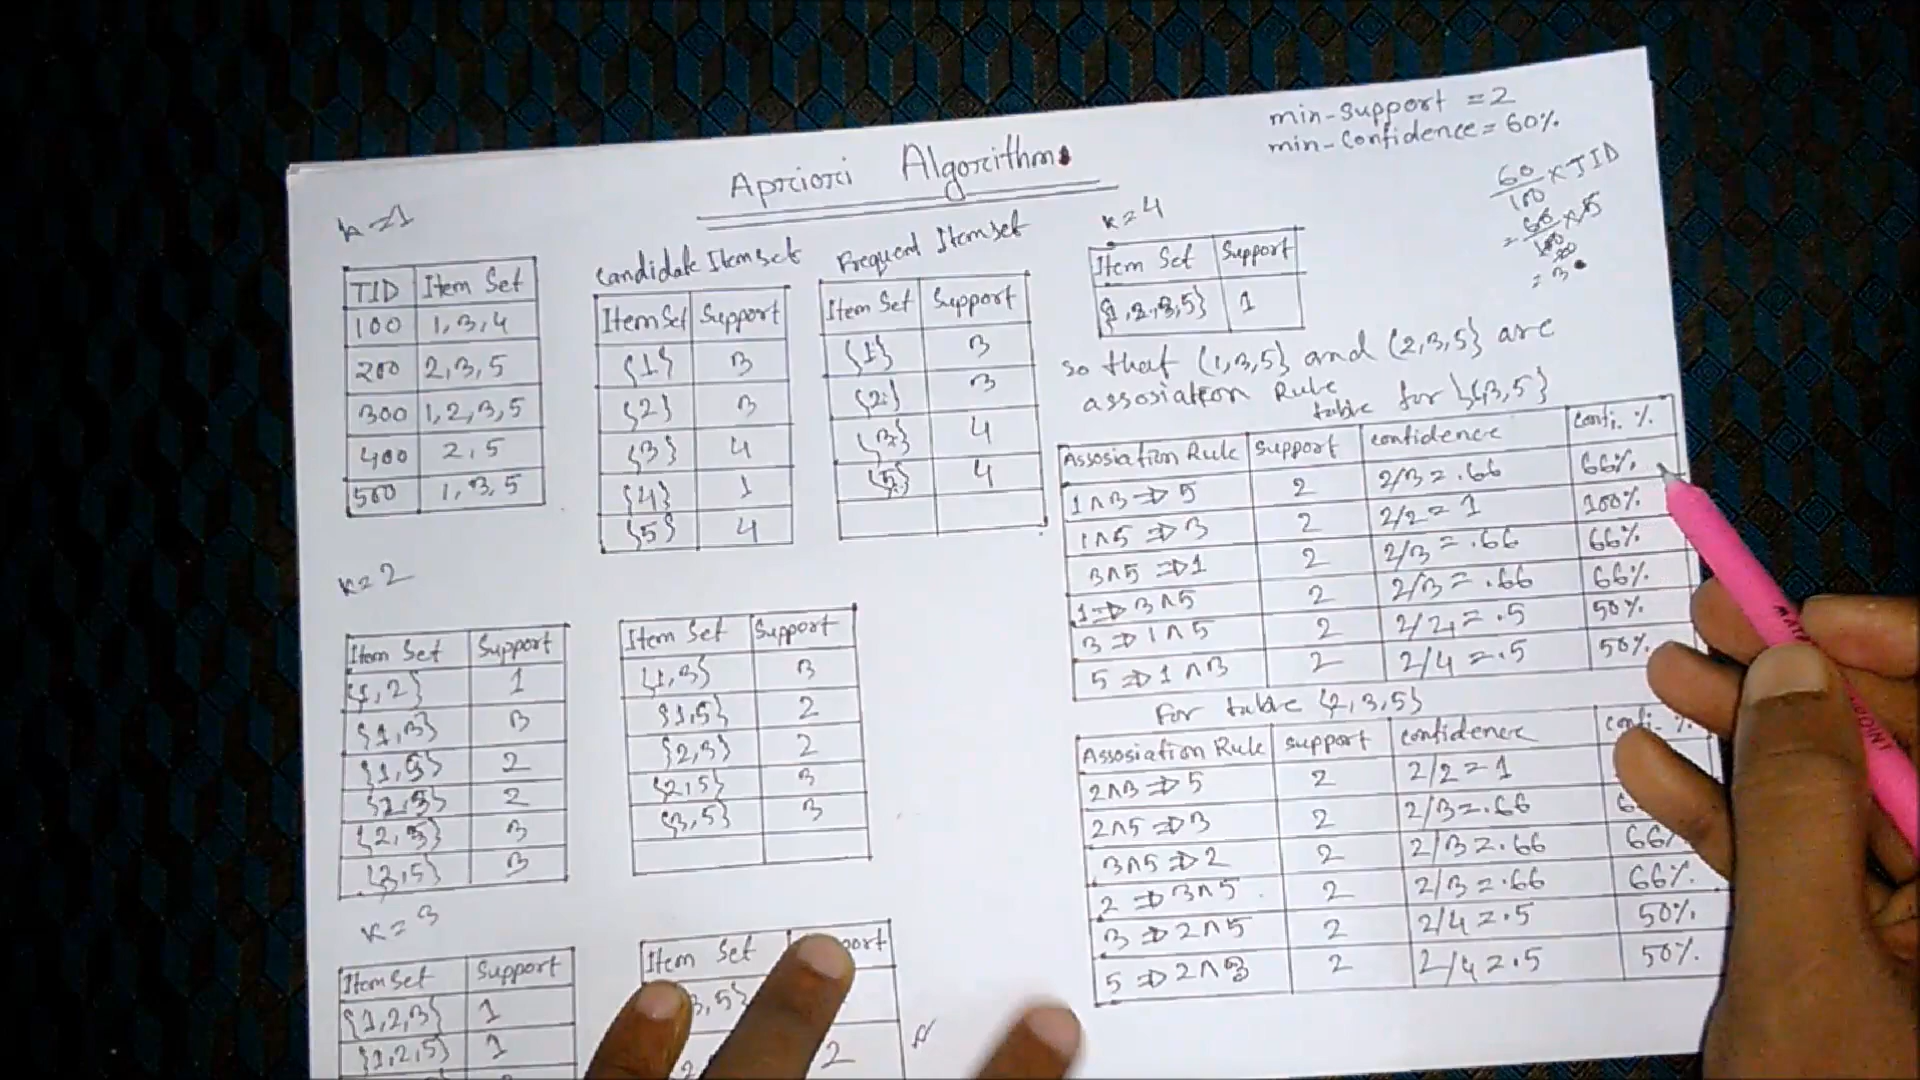 min-support = 2
min-Confidence = 60%
Apriori Algorithm
60/100 × TID
= 60/100 × 5
= 3
K=1
TID Item Set
100 1,3,4
200 2,3,5
300 1,2,3,5
400 2,5
500 1,3,5
Candidate Itemsets
Item Set Support
{1} 3
{2} 3
{3} 4
{4} 1
{5} 4
Frequent Itemset
Item Set Support
{1} 3
{2} 3
{3} 4
{5} 4
K=2
Item Set Support
{1,2} 1
{1,3} 3
{1,5} 2
{2,3} 2
{2,5} 3
{3,5} 3
Item Set Support
{1,3} 3
{1,5} 2
{2,3} 2
{2,5} 3
{3,5} 3
K=3
Item Set Support
{1,2,3} 1
{1,2,5} 1
Item Set port
3,5}
2
K=4
Item Set Support
{1,2,3,5} 1
so that (1,3,5} and (2,3,5} are
assosiation Rule
table for {1,3,5}
Assosiation Rule Support confidence confi. %
1∧3 => 5 2 2/3 = .66 66%
1∧5 => 3 2 2/2 = 1 100%
3∧5 => 1 2 2/3 = .66 66%
1 => 3∧5 2 2/3 = .66 66%
3 => 1∧5 2 2/4 = .5 50%
5 => 1∧3 2 2/4 = .5 50%
For table {2,3,5}
Assosiation Rule support confidence confi. %
2∧3 => 5 2 2/2 = 1
2∧5 => 3 2 2/3 = .66 6
3∧5 => 2 2 2/3 = .66 66%
2 => 3∧5 2 2/3 = .66 66%
3 => 2∧5 2 2/4 = .5 50%
5 => 2∧3 2 2/4 = .5 50%